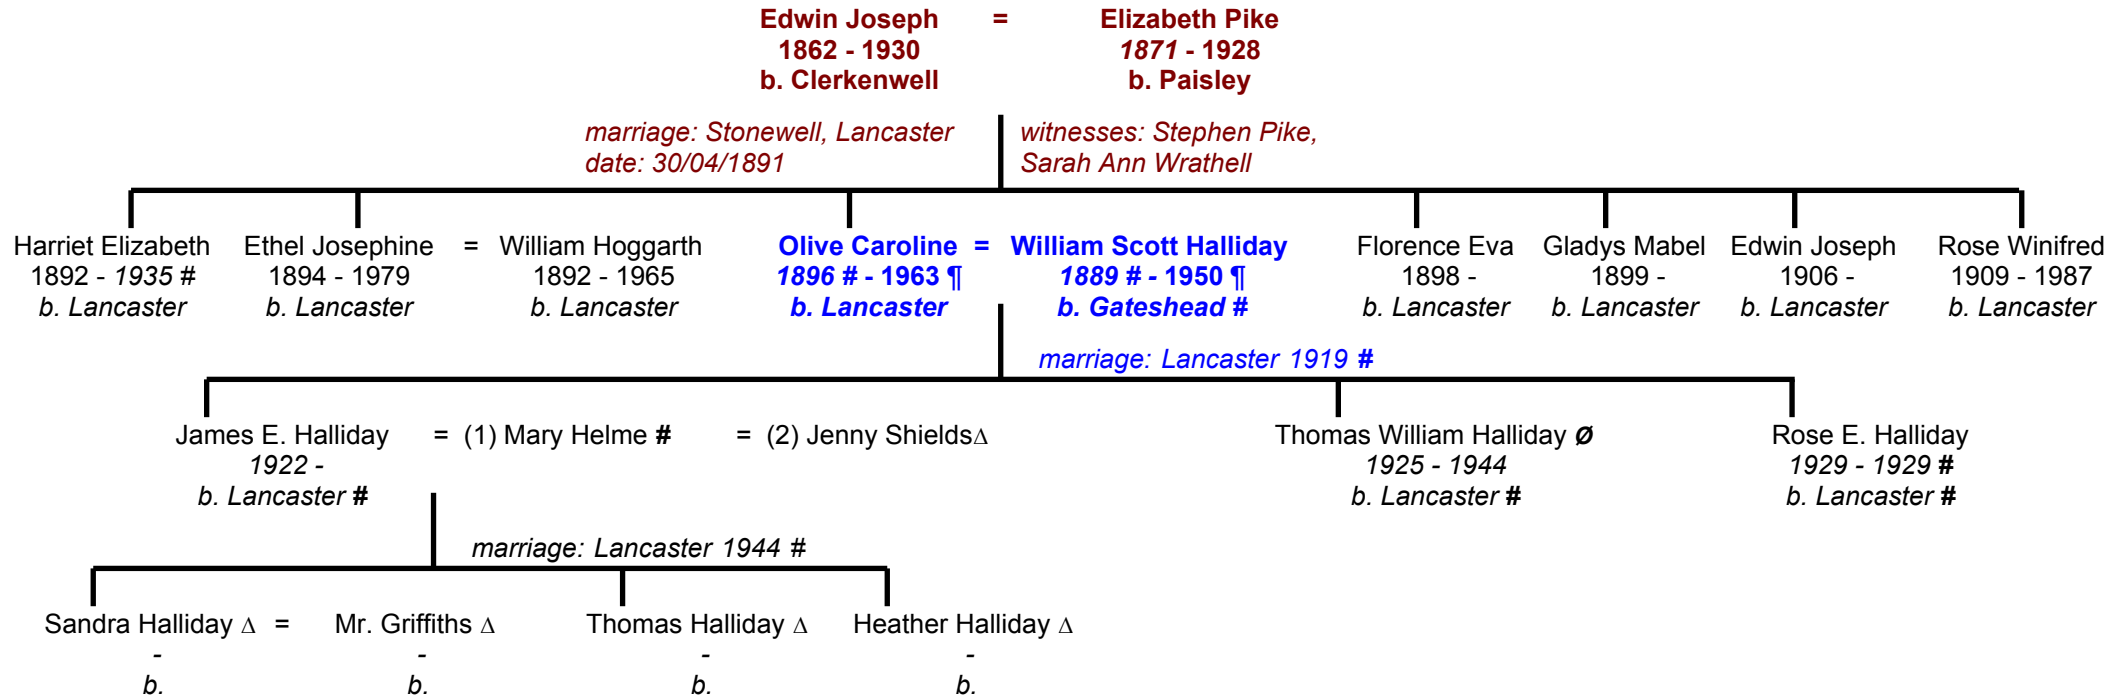 Edwin Joseph = Elizabeth Pike
1862 - 1930 1871 - 1928
b. Clerkenwell b. Paisley
marriage: Stonewell, Lancaster witnesses: Stephen Pike,
date: 30/04/1891 Sarah Ann Wrathell
Harriet Elizabeth Ethel Josephine = William Hoggarth Olive Caroline = William Scott Halliday Florence Eva Gladys Mabel Edwin Joseph Rose Winifred
1892 - 1935 # 1894 - 1979 1892 - 1965 1896 # - 1963 ¶ 1889 # - 1950 ¶ 1898 - 1899 - 1906 - 1909 - 1987
b. Lancaster b. Lancaster b. Lancaster b. Lancaster b. Gateshead # b. Lancaster b. Lancaster b. Lancaster b. Lancaster
marriage: Lancaster 1919 #
James E. Halliday = (1) Mary Helme # = (2) Jenny Shields∆ Thomas William Halliday Ø Rose E. Halliday
1922 - 1925 - 1944 1929 - 1929 #
b. Lancaster # b. Lancaster # b. Lancaster #
marriage: Lancaster 1944 #
Sandra Halliday ∆ = Mr. Griffiths ∆ Thomas Halliday ∆ Heather Halliday ∆
- - - -
b. b. b. b.